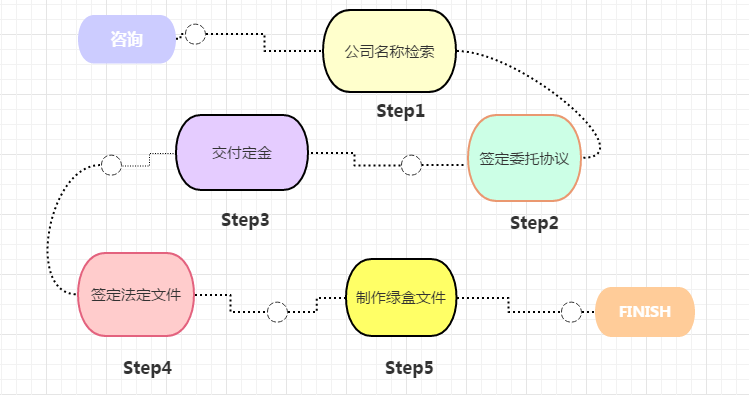 咨询
公司名称检索
Step1
签定委托协议
Step2
交付定金
Step3
签定法定文件
Step4
制作绿盒文件
Step5
FINISH